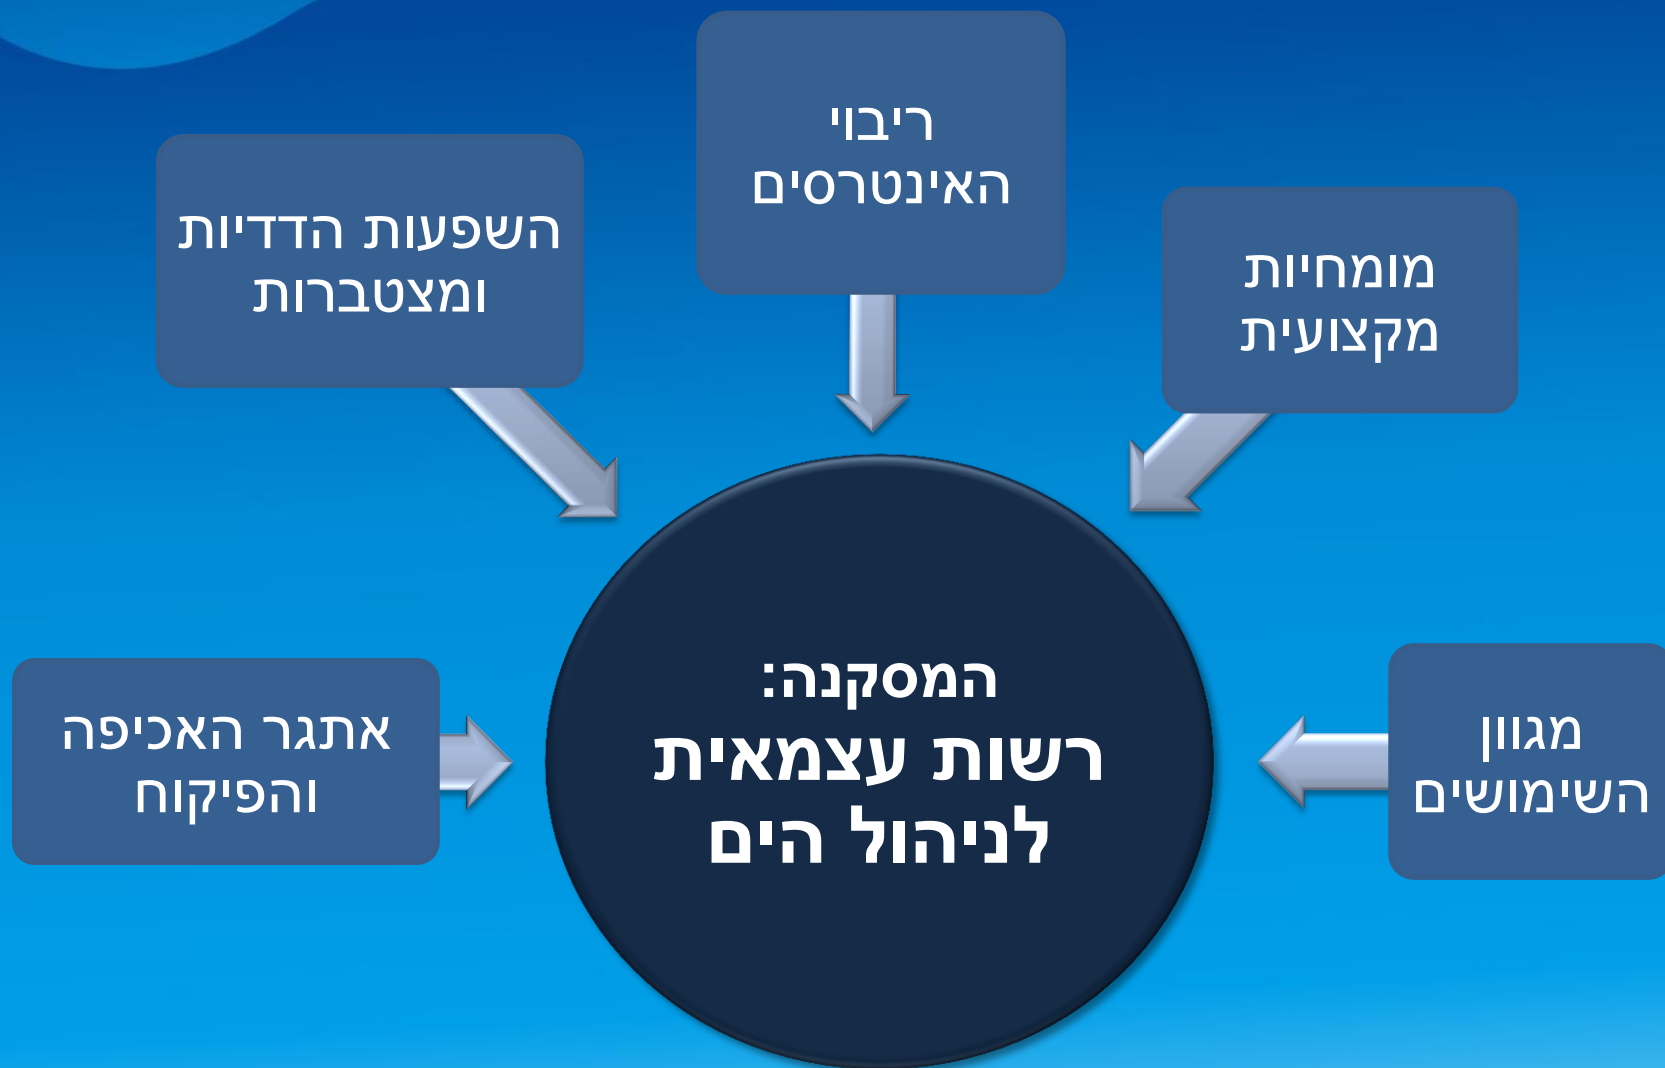 ריבוי
האינטרסים
מומחיות
מקצועית
השפעות הדדיות
ומצטברות
מגוון
השימושים
אתגר האכיפה
והפיקוח
המסקנה:
רשות עצמאית
לניהול הים